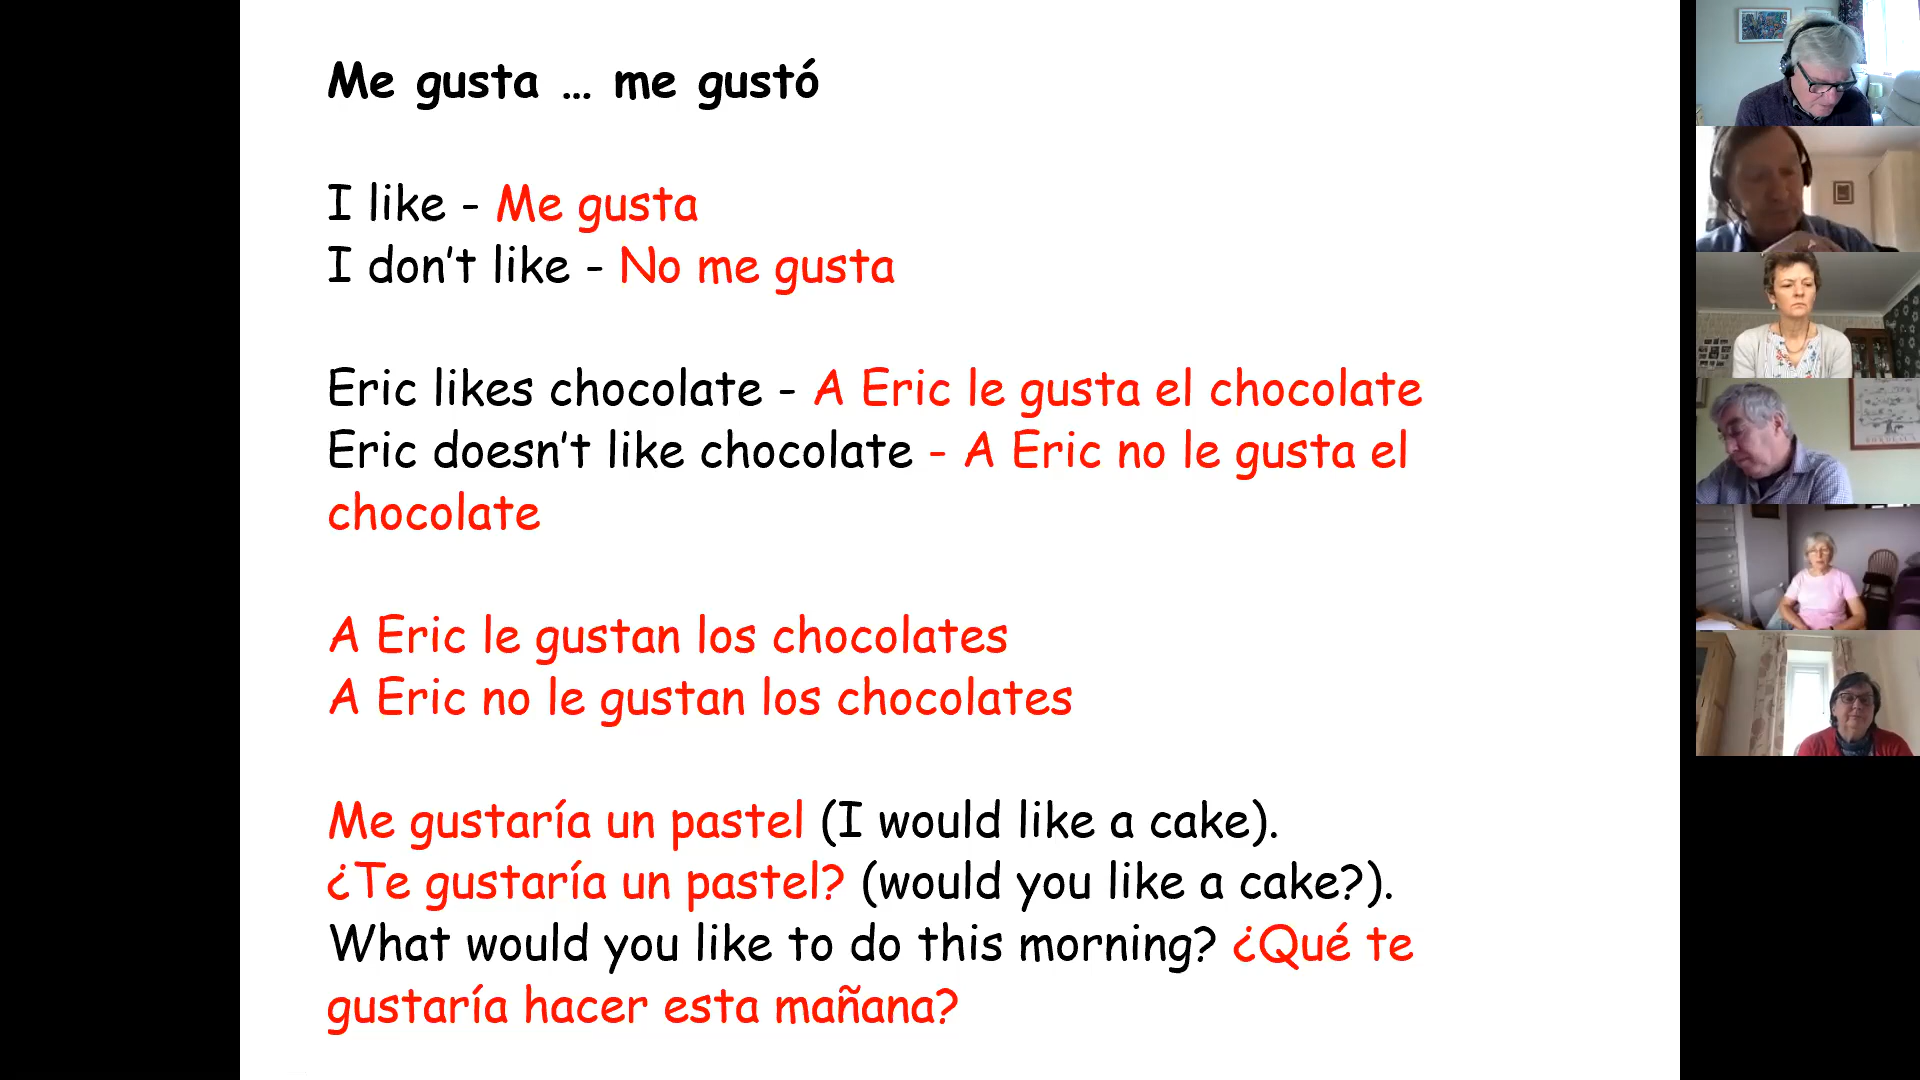 Me gusta … me gustó
I like - Me gusta
I don't like - No me gusta
Eric likes chocolate - A Eric le gusta el chocolate
Eric doesn't like chocolate - A Eric no le gusta el
chocolate
A Eric le gustan los chocolates
A Eric no le gustan los chocolates
Me gustaría un pastel (I would like a cake).
¿Te gustaría un pastel? (would you like a cake?).
What would you like to do this morning? ¿Qué te
gustaría hacer esta mañana?